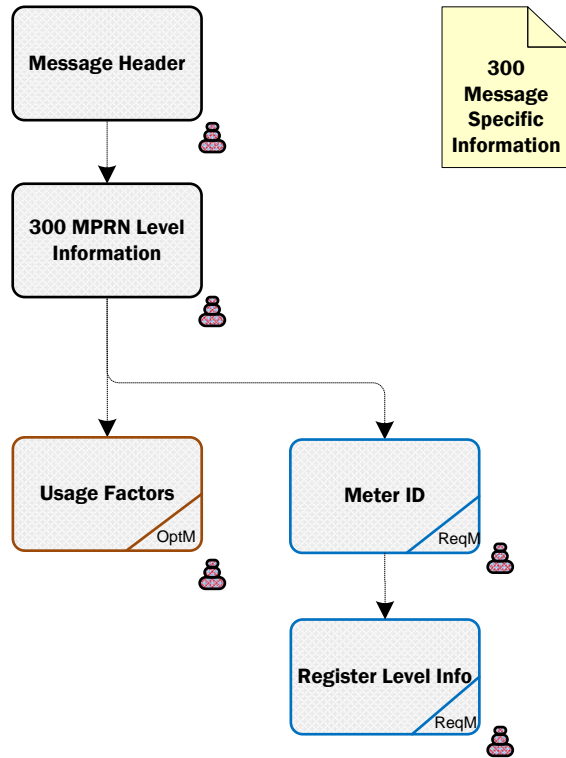 Message Header
300
Message
Specific
Information
300 MPRN Level
Information
Usage Factors
OptM
Meter ID
ReqM
Register Level Info
ReqM